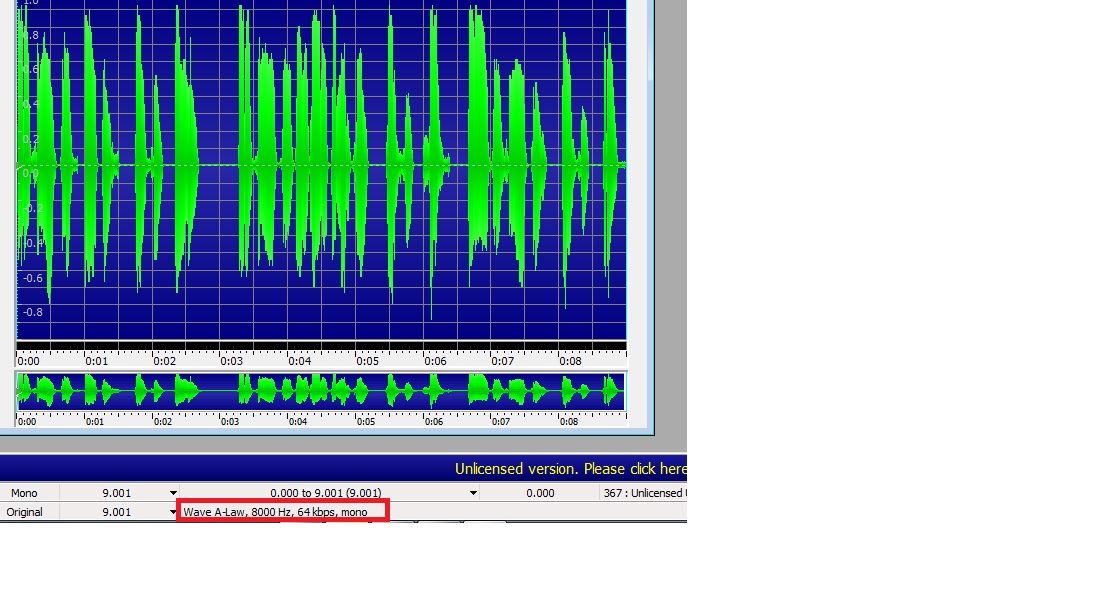 1.0
0.8
0.6
0.4
0.2
0.0
-0.2
-0.4
-0.6
-0.8
0:00 0:01 0:02 0:03 0:04 0:05 0:06 0:07 0:08
0:00 0:01 0:02 0:03 0:04 0:05 0:06 0:07 0:08
Unlicensed version. Please click here
Mono 9.001 0.000 to 9.001 (9.001) 0.000 367 : Unlicensed
Original 9.001 Wave A-Law, 8000 Hz, 64 kbps, mono